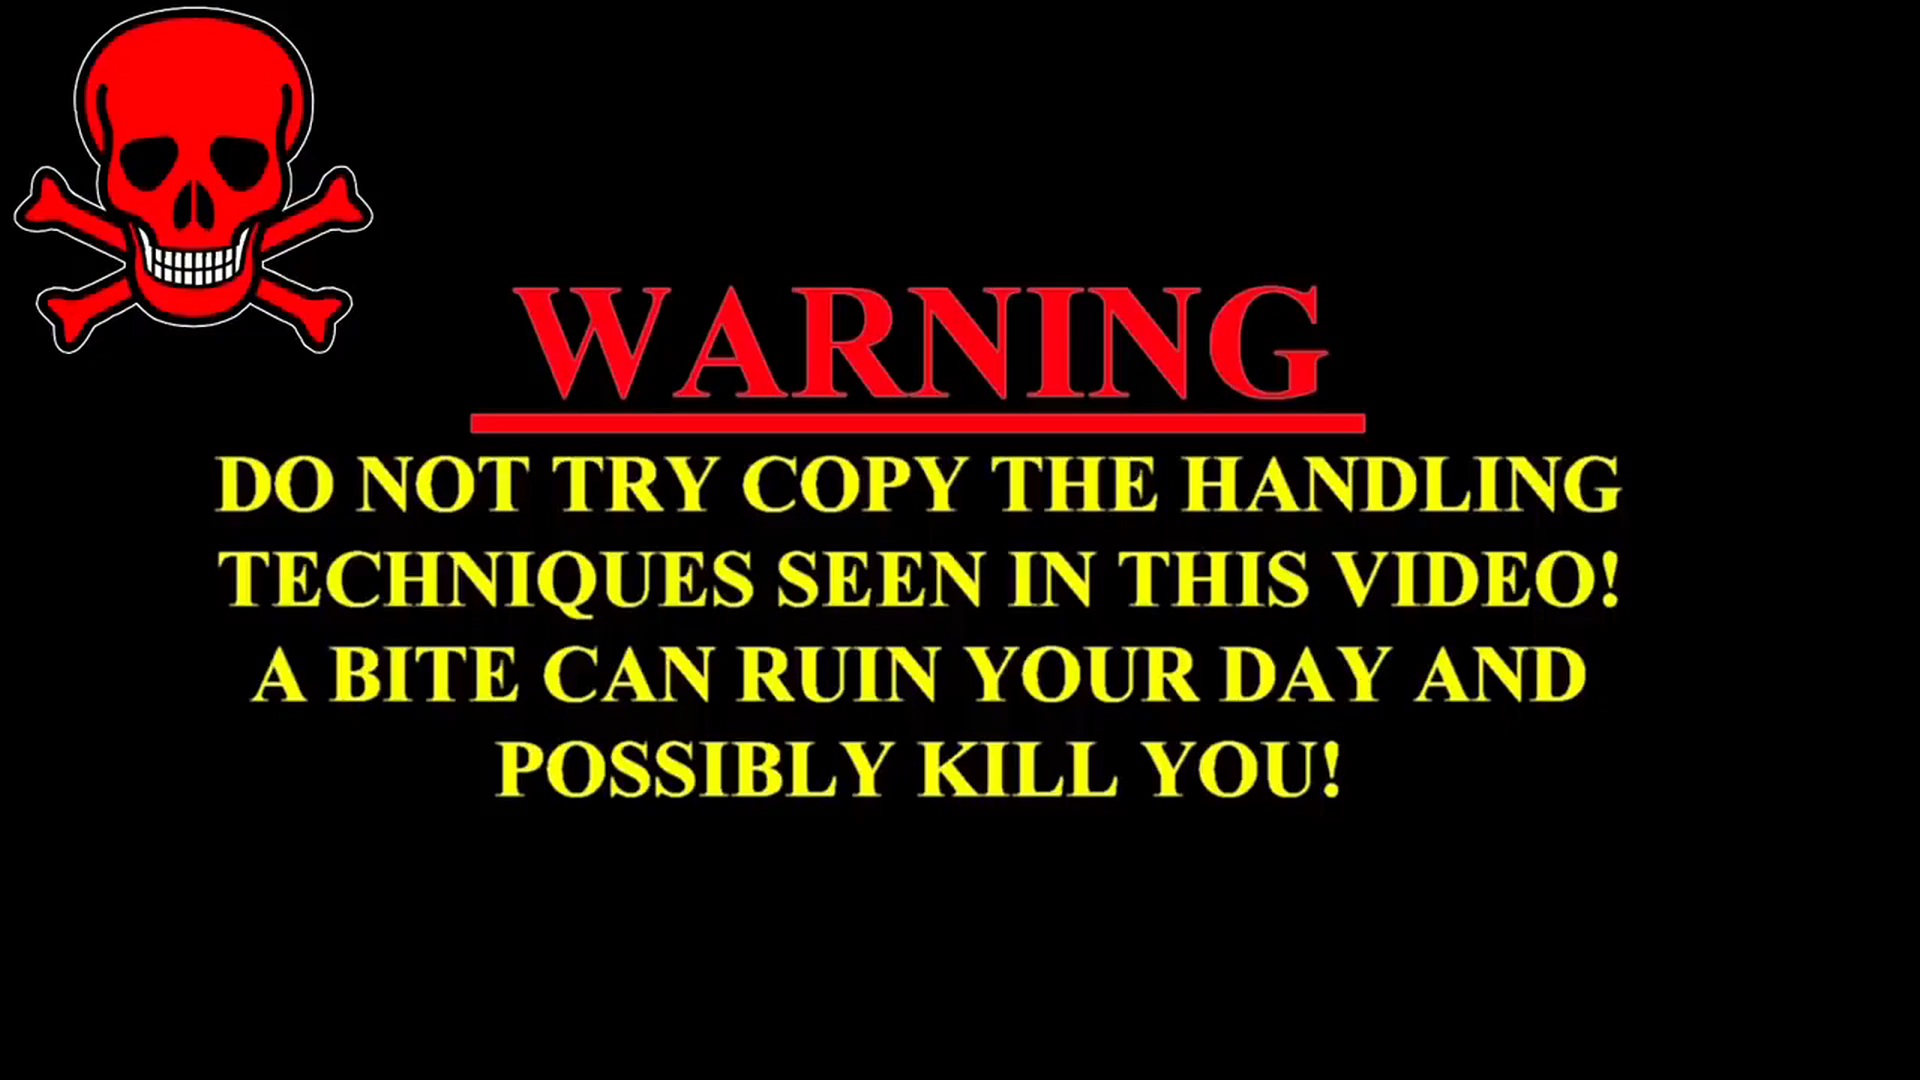 WARNING
DO NOT TRY COPY THE HANDLING
TECHNIQUES SEEN IN THIS VIDEO!
A BITE CAN RUIN YOUR DAY AND
POSSIBLY KILL YOU!